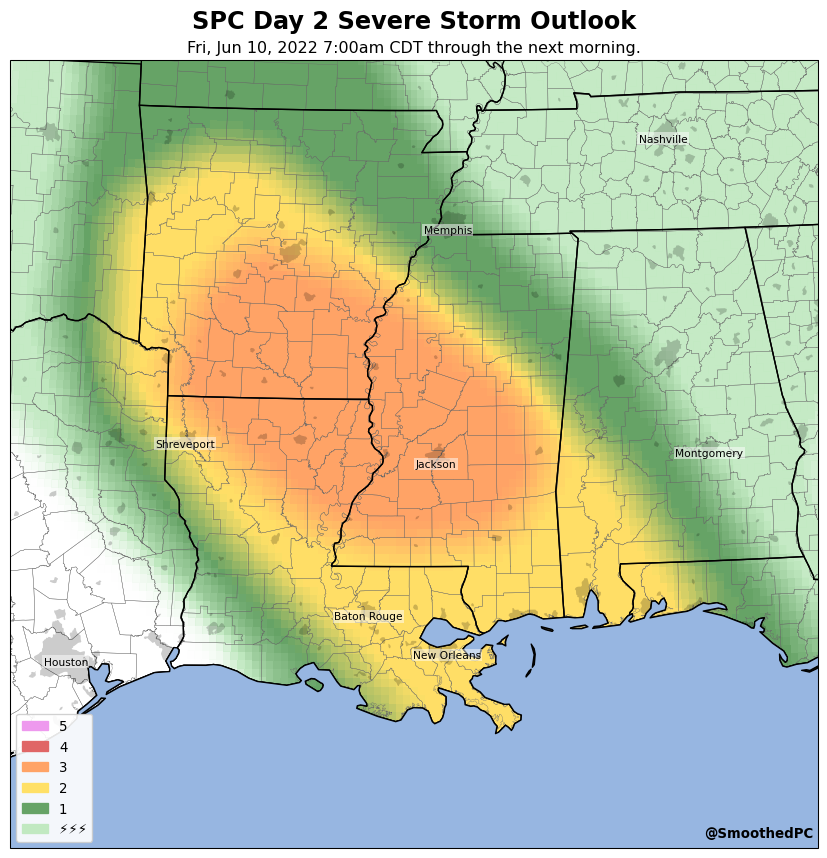 SPC Day 2 Severe Storm Outlook
Fri, Jun 10, 2022 7:00am CDT through the next morning.
Nashville
Memphis
Shreveport
Jackson
Montgomery
Baton Rouge
New Orleans
Houston
5
4
3
2
1
⚡⚡⚡
@SmoothedPC